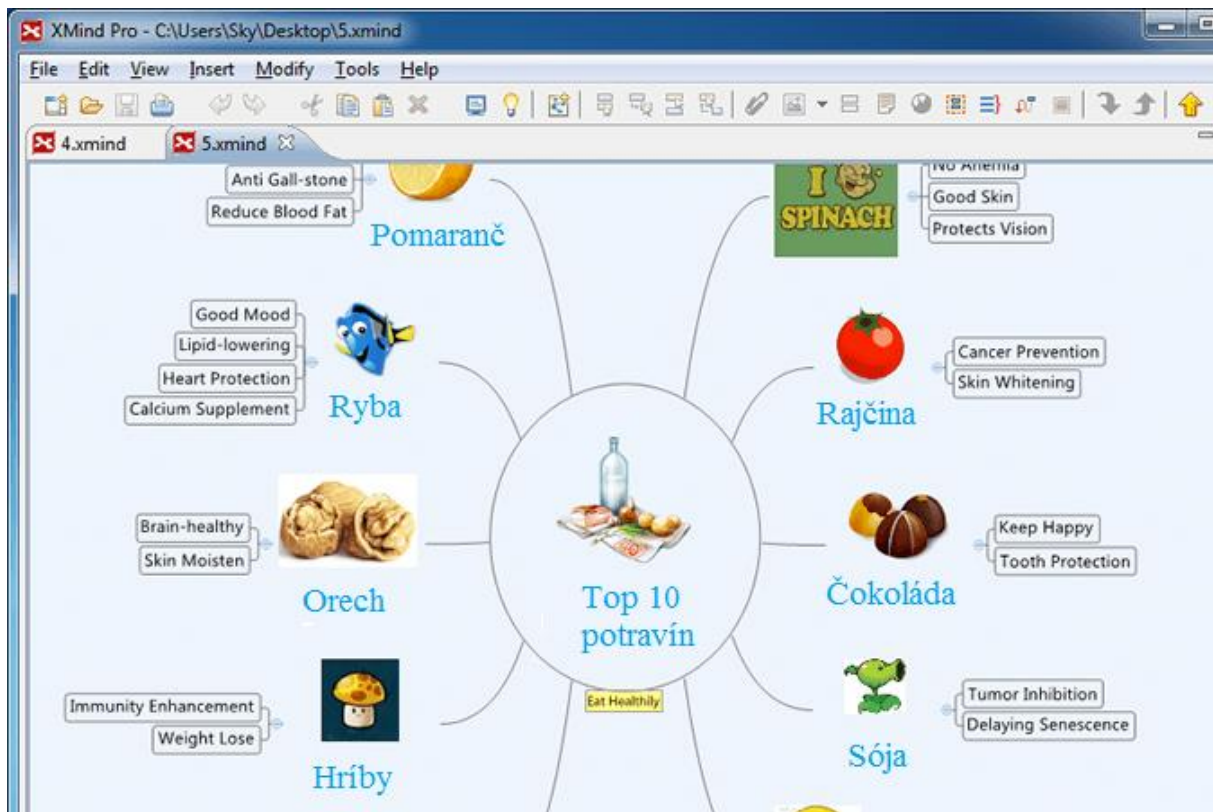 XMind Pro - C:\Users\Sky\Desktop\5.xmind
File Edit View Insert Modify Tools Help
4.xmind 5.xmind
Anti Gall-stone
Reduce Blood Fat
Pomaranč
I
SPINACH
No Anemia
Good Skin
Protects Vision
Good Mood
Lipid-lowering
Heart Protection
Calcium Supplement
Ryba
Rajčina
Cancer Prevention
Skin Whitening
Brain-healthy
Skin Moisten
Orech
Top 10
potravín
Eat Healthily
Čokoláda
Keep Happy
Tooth Protection
Immunity Enhancement
Weight Lose
Hríby
Sója
Tumor Inhibition
Delaying Senescence